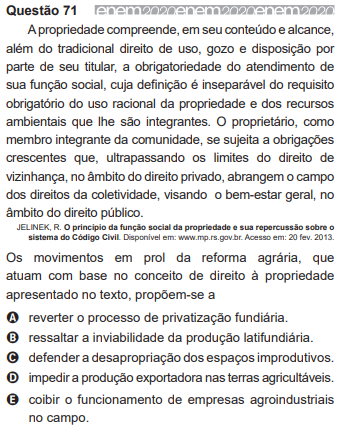 Questão 71 enem2020enem2020enem2020
A propriedade compreende, em seu conteúdo e alcance,
além do tradicional direito de uso, gozo e disposição por
parte de seu titular, a obrigatoriedade do atendimento de
sua função social, cuja definição é inseparável do requisito
obrigatório do uso racional da propriedade e dos recursos
ambientais que lhe são integrantes. O proprietário, como
membro integrante da comunidade, se sujeita a obrigações
crescentes que, ultrapassando os limites do direito de
vizinhança, no âmbito do direito privado, abrangem o campo
dos direitos da coletividade, visando o bem-estar geral, no
âmbito do direito público.
JELINEK, R. O princípio da função social da propriedade e sua repercussão sobre o
sistema do Código Civil. Disponível em: www.mp.rs.gov.br. Acesso em: 20 fev. 2013.
Os movimentos em prol da reforma agrária, que
atuam com base no conceito de direito à propriedade
apresentado no texto, propõem-se a
A reverter o processo de privatização fundiária.
B ressaltar a inviabilidade da produção latifundiária.
C defender a desapropriação dos espaços improdutivos.
D impedir a produção exportadora nas terras agricultáveis.
E coibir o funcionamento de empresas agroindustriais
no campo.